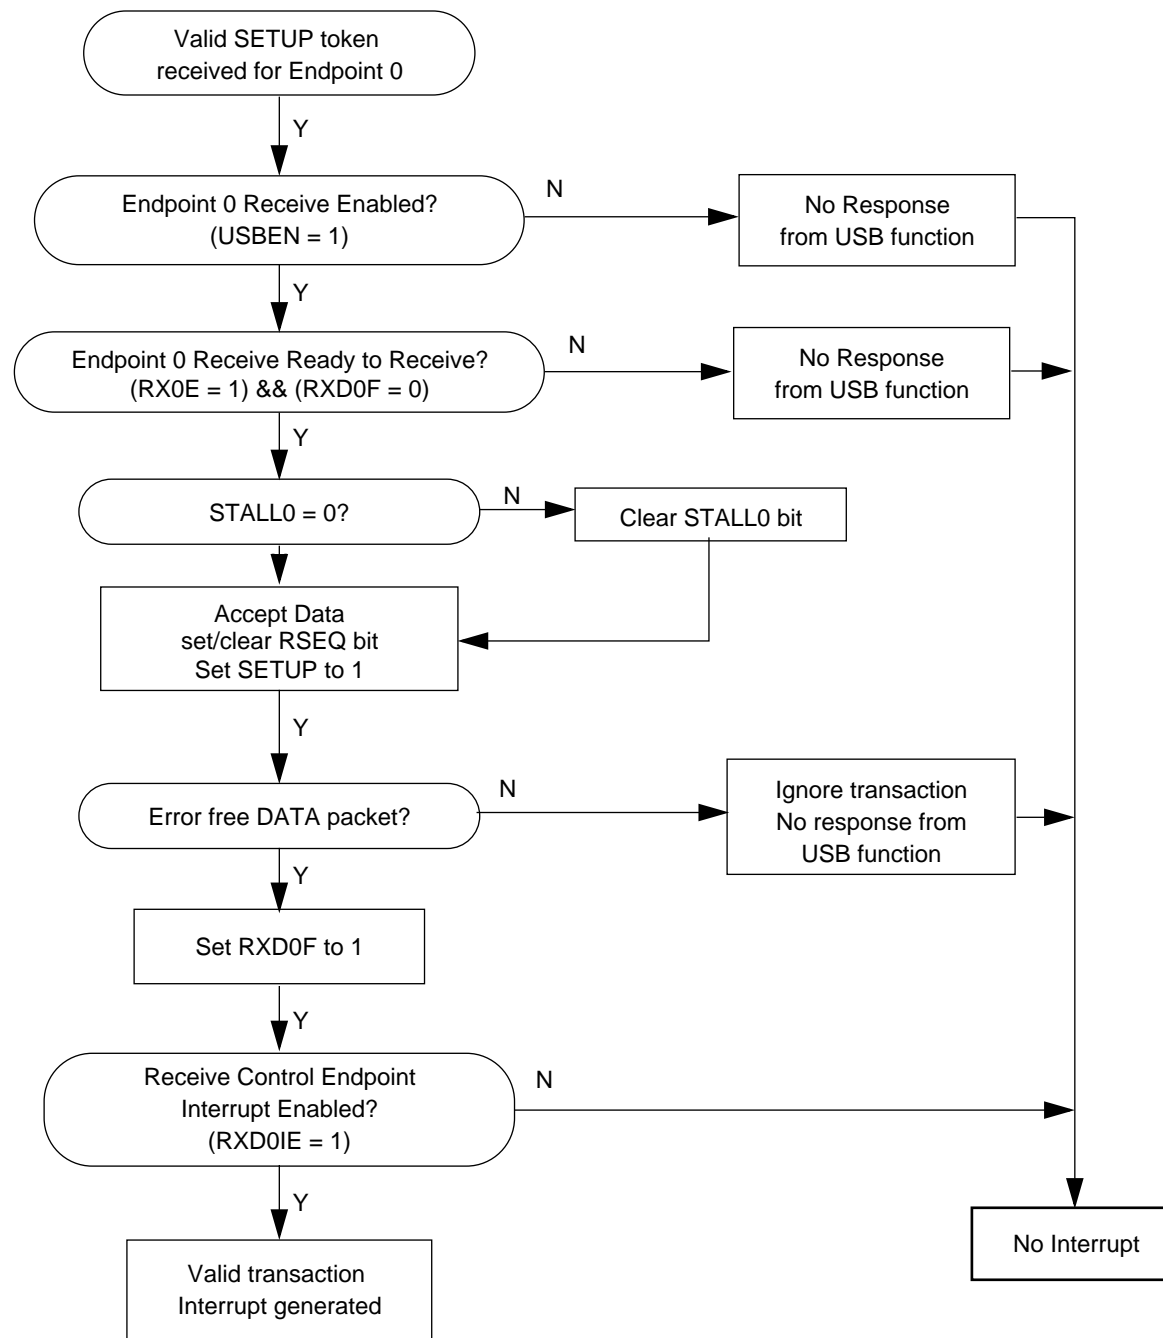 Valid SETUP token
received for Endpoint 0
Y
Endpoint 0 Receive Enabled?
(USBEN = 1)
N
No Response
from USB function
Y
Endpoint 0 Receive Ready to Receive?
(RX0E = 1) && (RXD0F = 0)
N
No Response
from USB function
Y
STALL0 = 0?
N
Clear STALL0 bit
Accept Data
set/clear RSEQ bit
Set SETUP to 1
Y
Error free DATA packet?
N
Ignore transaction
No response from
USB function
Y
Set RXD0F to 1
Y
Receive Control Endpoint
Interrupt Enabled?
(RXD0IE = 1)
N
Y
No Interrupt
Valid transaction
Interrupt generated